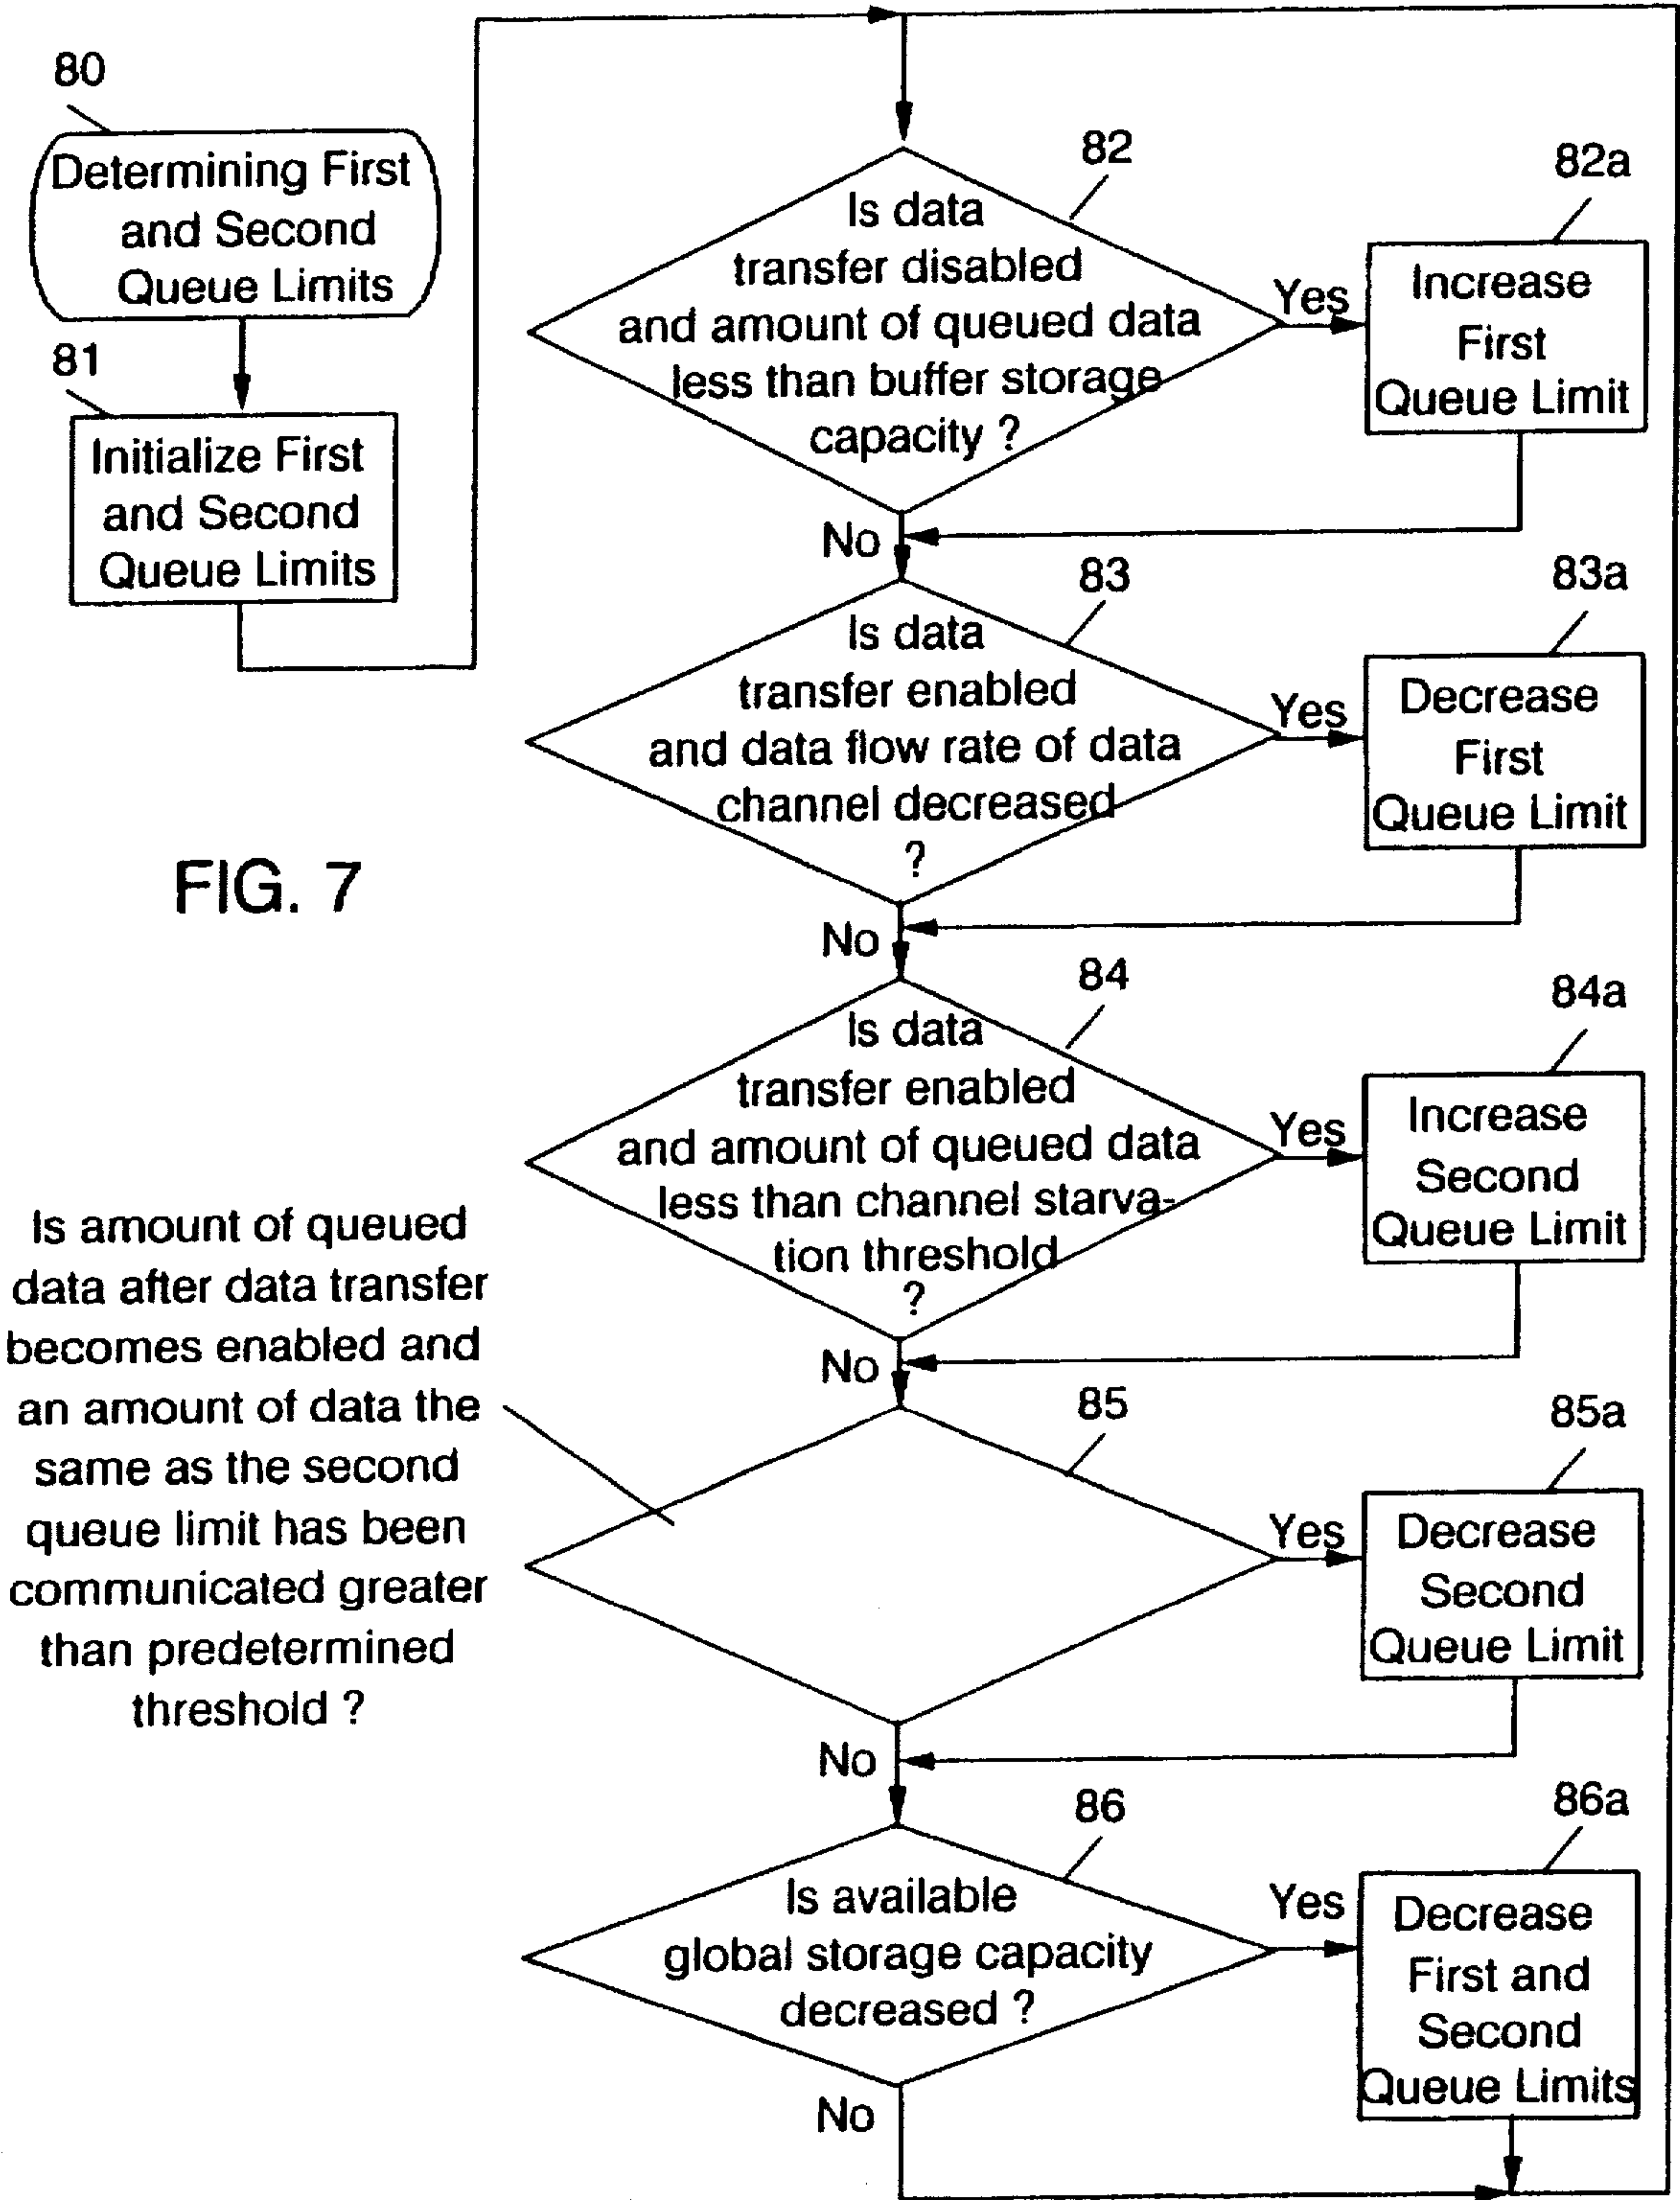 80
Determining First
and Second
Queue Limits
81
Initialize First
and Second
Queue Limits
82
Is data
transfer disabled
and amount of queued data
less than buffer storage
capacity ?
Yes
82a
Increase
First
Queue Limit
No
83
Is data
transfer enabled
and data flow rate of data
channel decreased
?
Yes
83a
Decrease
First
Queue Limit
FIG. 7
No
84
Is data
transfer enabled
and amount of queued data
less than channel starva-
tion threshold
?
Yes
84a
Increase
Second
Queue Limit
No
Is amount of queued
data after data transfer
becomes enabled and
an amount of data the
same as the second
queue limit has been
communicated greater
than predetermined
threshold ?
85
Yes
85a
Decrease
Second
Queue Limit
No
86
Is available
global storage capacity
decreased ?
Yes
86a
Decrease
First and
Second
Queue Limits
No